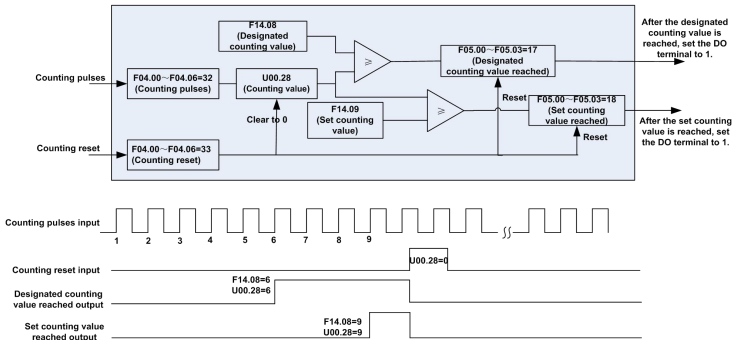 F14.08
(Designated
counting value)
F05.00～F05.03=17
(Designated
counting value reached)
After the designated
counting value is
reached, set the DO
terminal to 1.
≥
Counting pulses
F04.00～F04.06=32
(Counting pulses)
U00.28
(Counting value)
F14.09
(Set counting
value)
≥
Reset
F05.00～F05.03=18
(Set counting
value reached)
After the set counting
value is reached, set
the DO terminal to 1.
Clear to 0
Reset
Counting reset
F04.00～F04.06=33
(Counting reset)
Counting pulses input
1 2 3 4 5 6 7 8 9
Counting reset input
U00.28=0
Designated counting
value reached output
F14.08=6
U00.28=6
Set counting value
reached output
F14.08=9
U00.28=9